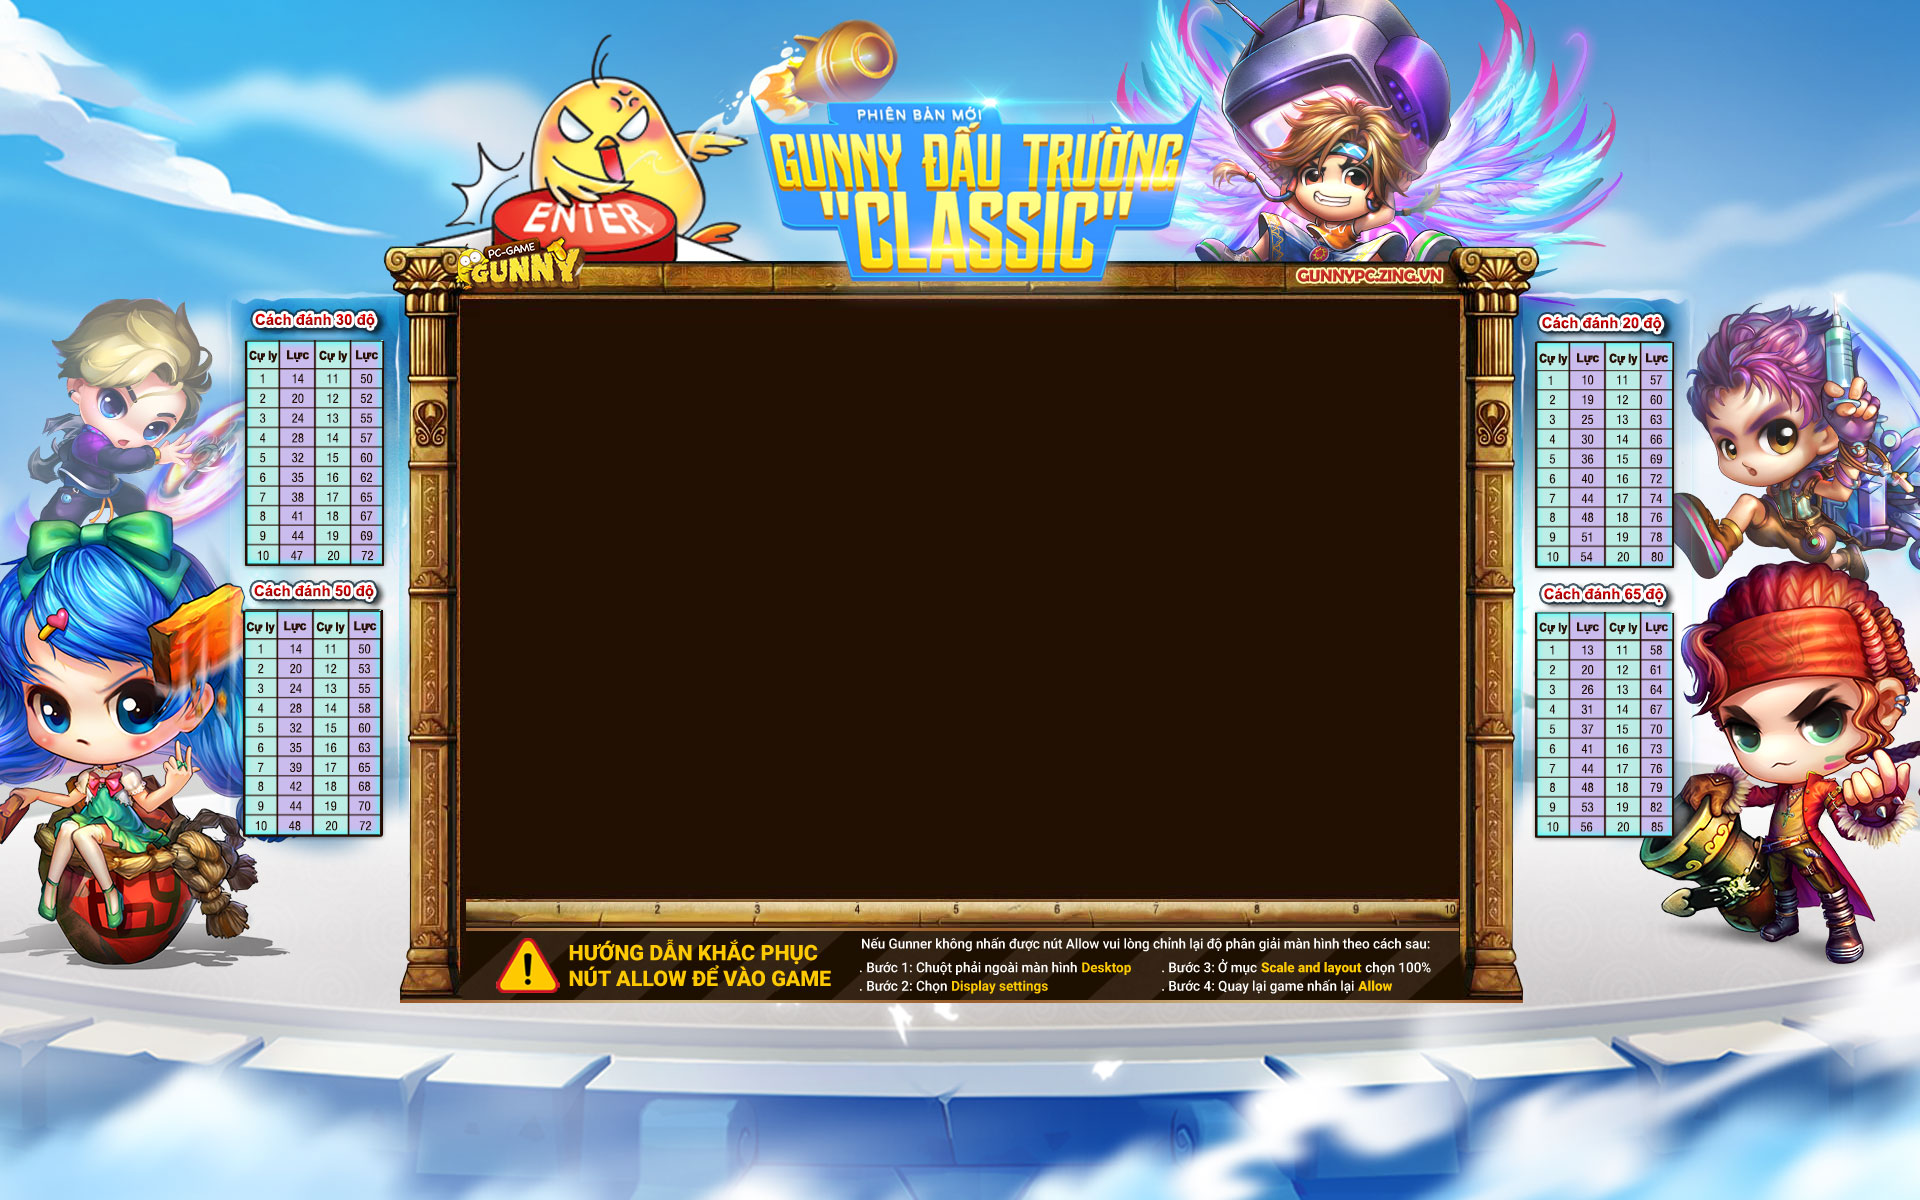 PHIÊN BẢN MỚI
GUNNY ĐẤU TRƯỜNG
"CLASSIC"
ENTER
PC-GAME
GUNNY
GUNNYPC.ZING.VN
Cách đánh 30 độ
Cự ly Lực Cự ly Lực
1 14 11 50
2 20 12 52
3 24 13 55
4 28 14 57
5 32 15 60
6 35 16 62
7 38 17 65
8 41 18 67
9 44 19 69
10 47 20 72
Cách đánh 50 độ
Cự ly Lực Cự ly Lực
1 14 11 50
2 20 12 53
3 24 13 55
4 28 14 58
5 32 15 60
6 35 16 63
7 39 17 65
8 42 18 68
9 44 19 70
10 48 20 72
Cách đánh 20 độ
Cự ly Lực Cự ly Lực
1 10 11 57
2 19 12 60
3 25 13 63
4 30 14 66
5 36 15 69
6 40 16 72
7 44 17 74
8 48 18 76
9 51 19 78
10 54 20 80
Cách đánh 65 độ
Cự ly Lực Cự ly Lực
1 13 11 58
2 20 12 61
3 26 13 64
4 31 14 67
5 37 15 70
6 41 16 73
7 44 17 76
8 48 18 79
9 53 19 82
10 56 20 85
1 2 3 4 5 6 7 8 9 10
HƯỚNG DẪN KHẮC PHỤC
NÚT ALLOW ĐỂ VÀO GAME
Nếu Gunner không nhấn được nút Allow vui lòng chỉnh lại độ phân giải màn hình theo cách sau:
. Bước 1: Chuột phải ngoài màn hình Desktop
. Bước 2: Chọn Display settings
. Bước 3: Ở mục Scale and layout chọn 100%
. Bước 4: Quay lại game nhấn lại Allow